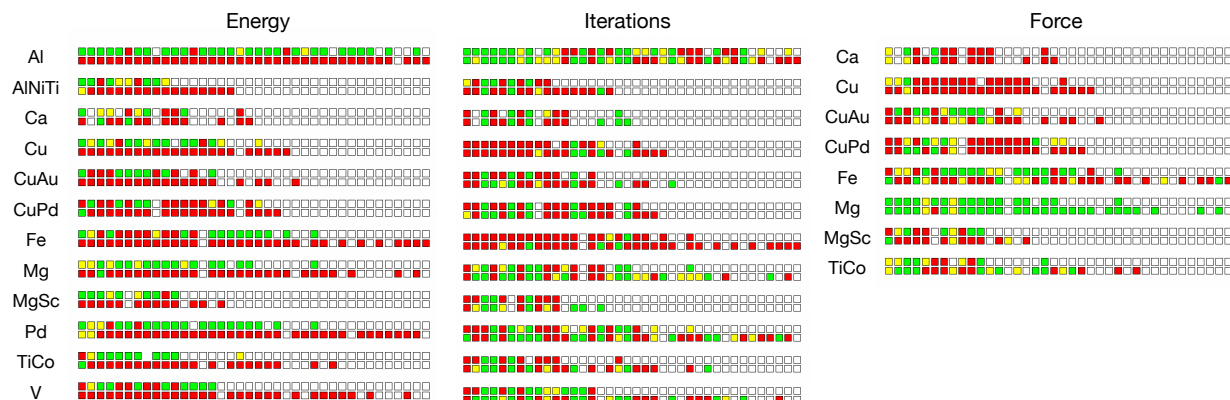 Energy Iterations Force
Al Ca
AlNiTi Cu
Ca CuAu
Cu CuPd
CuAu Fe
CuPd Mg
Fe MgSc
Mg TiCo
MgSc
Pd
TiCo
V